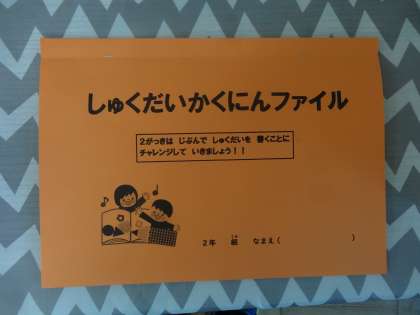 しゅくだいかくにんファイル
2がっきは じぶんで しゅくだいを 書くことに
チャレンジして いきましょう!!
2年 組 なまえ( )